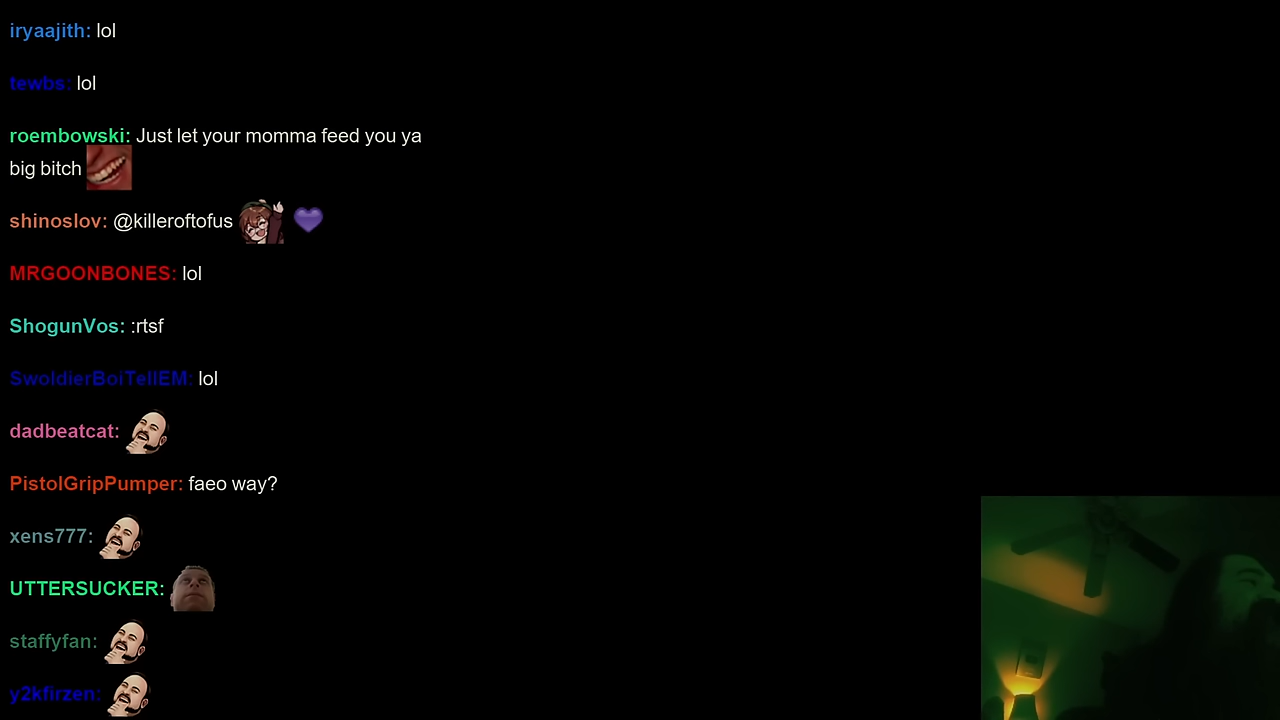 iryaajith: lol
tewbs: lol
roembowski: Just let your momma feed you ya
big bitch
shinoslov: @killeroftofus
MRGOONBONES: lol
ShogunVos: :rtsf
SwoldierBoiTellEM: lol
dadbeatcat:
PistolGripPumper: faeo way?
xens777:
UTTERSUCKER:
staffyfan:
y2kfirzen: